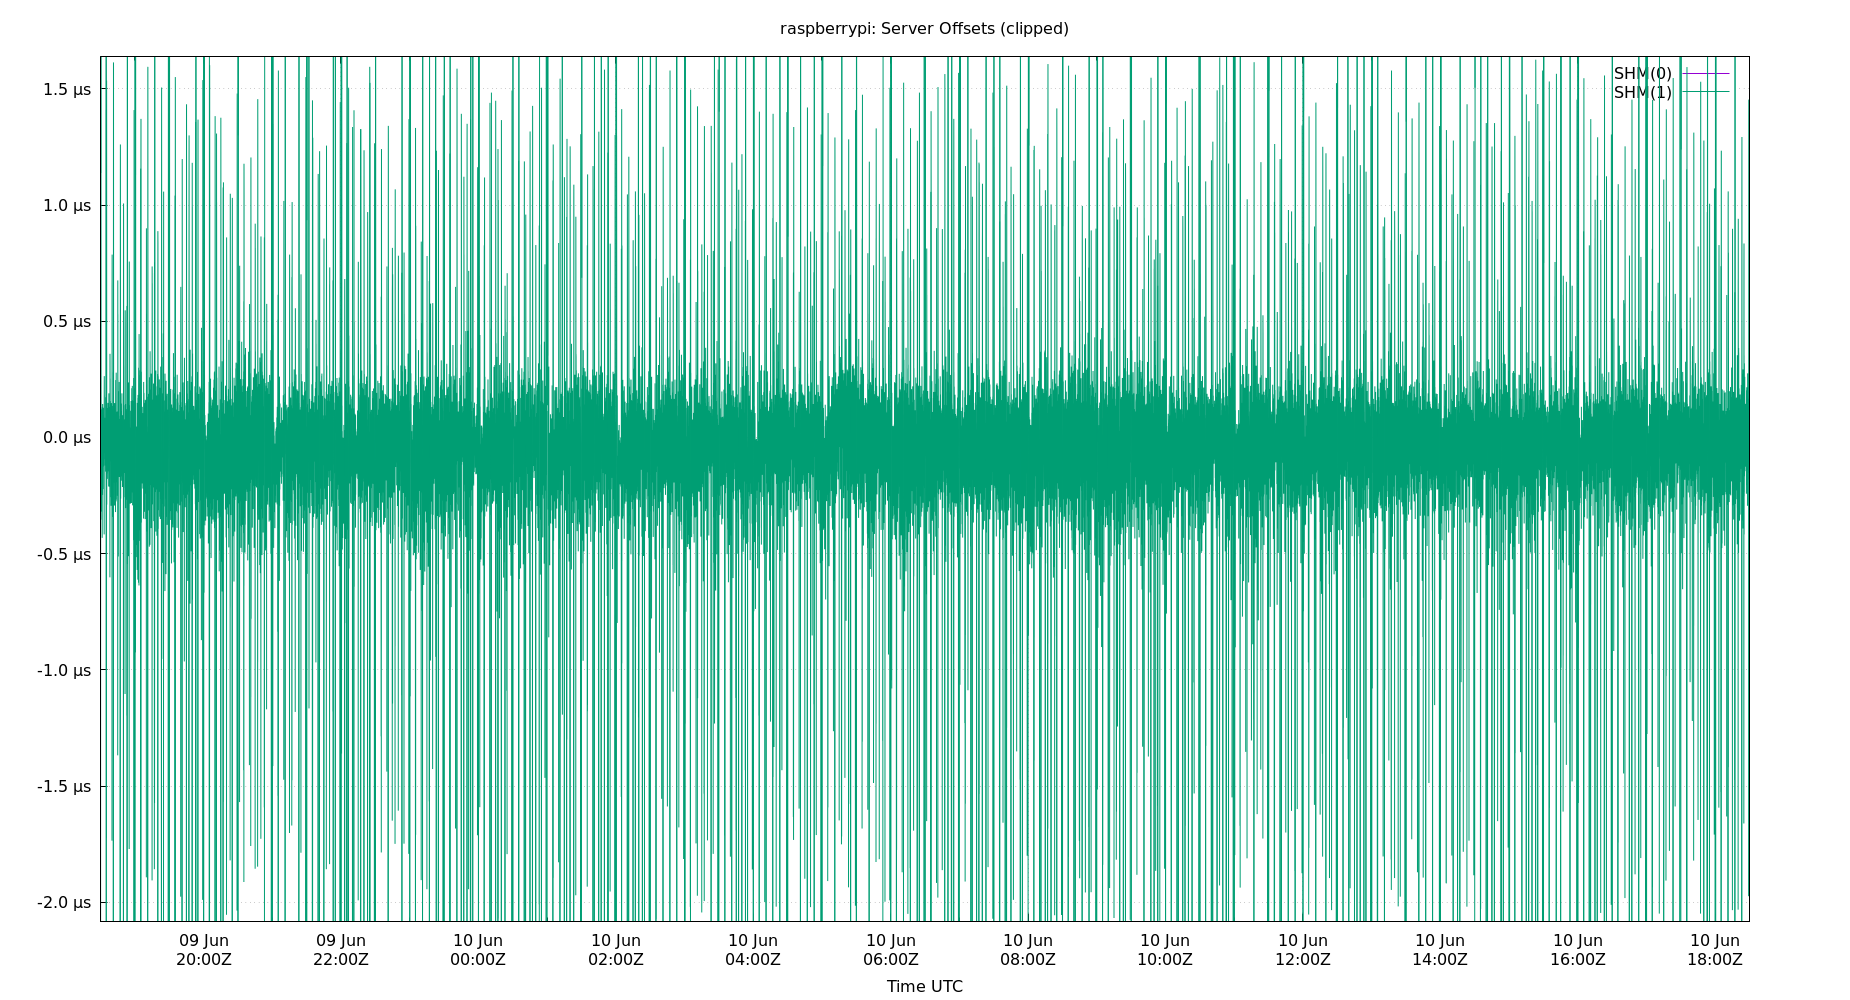 raspberrypi: Server Offsets (clipped)
SHM(0)
SHM(1)
1.5 µs
1.0 µs
0.5 µs
0.0 µs
-0.5 µs
-1.0 µs
-1.5 µs
-2.0 µs
09 Jun 09 Jun 10 Jun 10 Jun 10 Jun 10 Jun 10 Jun 10 Jun 10 Jun 10 Jun 10 Jun 10 Jun
20:00Z 22:00Z 00:00Z 02:00Z 04:00Z 06:00Z 08:00Z 10:00Z 12:00Z 14:00Z 16:00Z 18:00Z
Time UTC